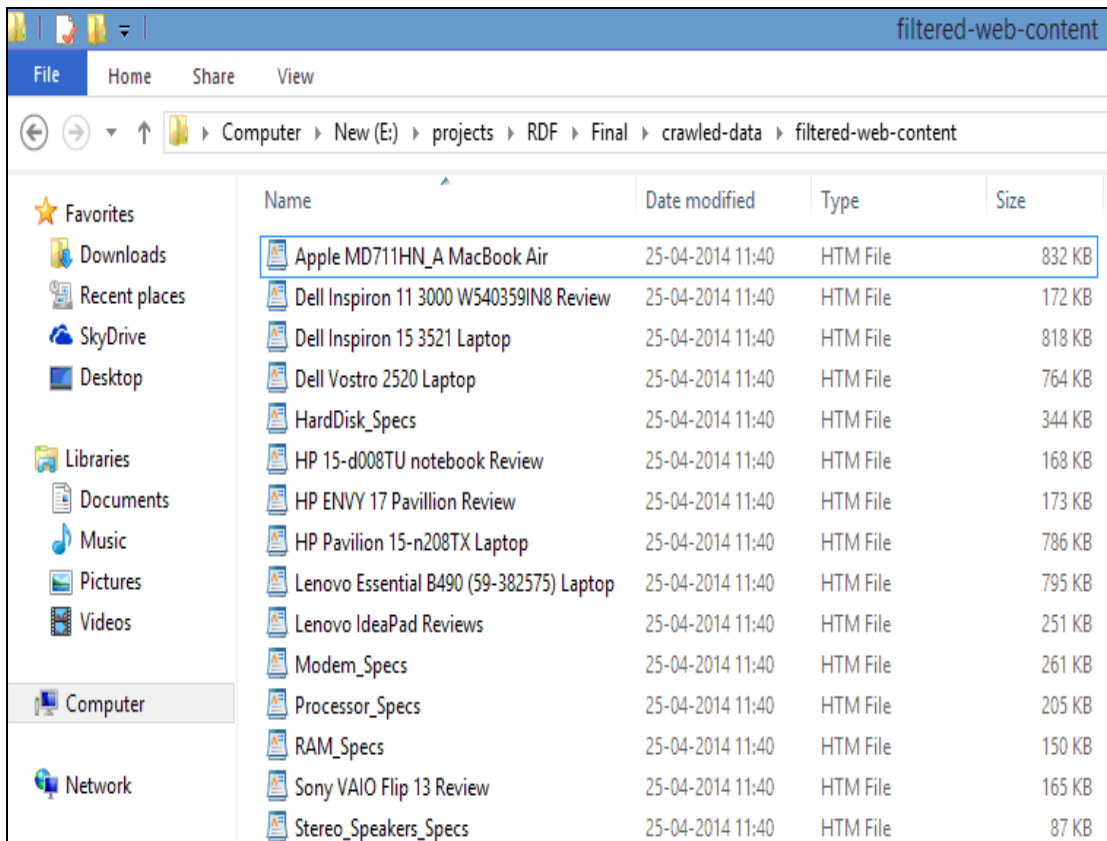 filtered-web-content
File Home Share View
Computer New (E:) projects RDF Final crawled-data filtered-web-content
Favorites
Downloads
Recent places
SkyDrive
Desktop
Libraries
Documents
Music
Pictures
Videos
Computer
Network
Name Date modified Type Size
Apple MD711HN_A MacBook Air 25-04-2014 11:40 HTM File 832 KB
Dell Inspiron 11 3000 W540359IN8 Review 25-04-2014 11:40 HTM File 172 KB
Dell Inspiron 15 3521 Laptop 25-04-2014 11:40 HTM File 818 KB
Dell Vostro 2520 Laptop 25-04-2014 11:40 HTM File 764 KB
HardDisk_Specs 25-04-2014 11:40 HTM File 344 KB
HP 15-d008TU notebook Review 25-04-2014 11:40 HTM File 168 KB
HP ENVY 17 Pavillion Review 25-04-2014 11:40 HTM File 173 KB
HP Pavilion 15-n208TX Laptop 25-04-2014 11:40 HTM File 786 KB
Lenovo Essential B490 (59-382575) Laptop 25-04-2014 11:40 HTM File 795 KB
Lenovo IdeaPad Reviews 25-04-2014 11:40 HTM File 251 KB
Modem_Specs 25-04-2014 11:40 HTM File 261 KB
Processor_Specs 25-04-2014 11:40 HTM File 205 KB
RAM_Specs 25-04-2014 11:40 HTM File 150 KB
Sony VAIO Flip 13 Review 25-04-2014 11:40 HTM File 165 KB
Stereo_Speakers_Specs 25-04-2014 11:40 HTM File 87 KB